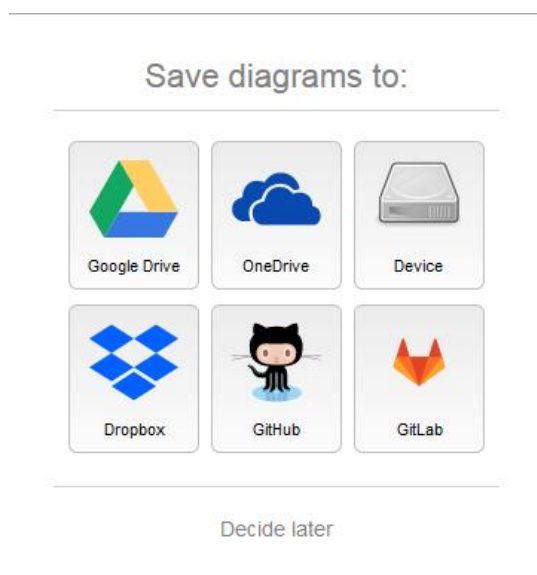 Save diagrams to:
Google Drive OneDrive Device
Dropbox GitHub GitLab
Decide later